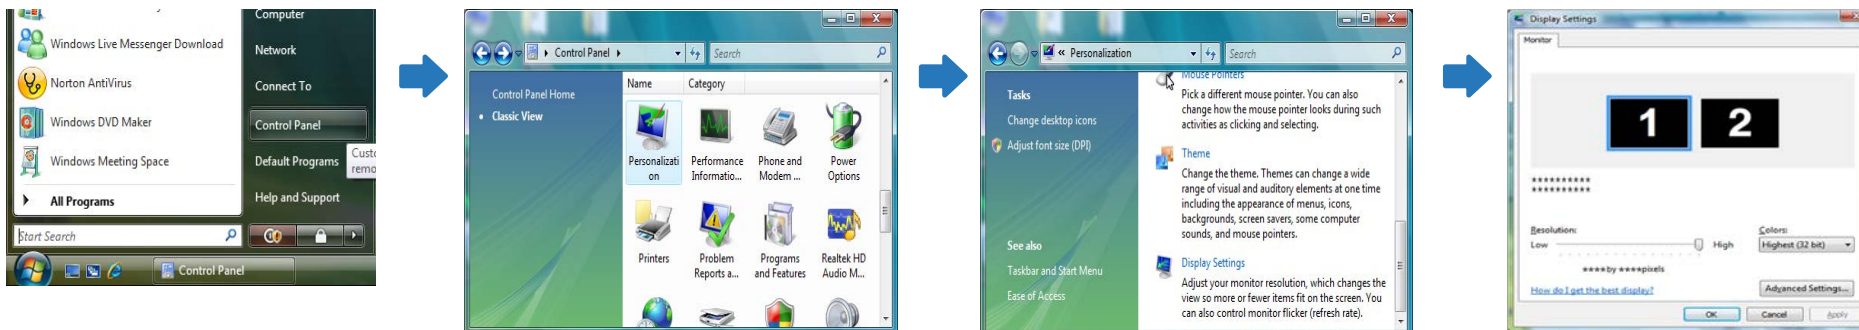 Computer
Windows Live Messenger Download
Network
Norton AntiVirus
Connect To
Windows DVD Maker
Control Panel
Windows Meeting Space
Default Programs
Custo
remo
All Programs
Help and Support
Start Search
Control Panel
Control Panel
Search
Control Panel Home
Classic View
Name
Category
Personalizati
on
Performance
Informatio...
Phone and
Modem ...
Power
Options
Printers
Problem
Reports a...
Programs
and Features
Realtek HD
Audio M...
« Personalization
Search
Tasks
Change desktop icons
Adjust font size (DPI)
See also
Taskbar and Start Menu
Ease of Access
Mouse Pointers
Pick a different mouse pointer. You can also
change how the mouse pointer looks during such
activities as clicking and selecting.
Theme
Change the theme. Themes can change a wide
range of visual and auditory elements at one time
including the appearance of menus, icons,
backgrounds, screen savers, some computer
sounds, and mouse pointers.
Display Settings
Adjust your monitor resolution, which changes the
view so more or fewer items fit on the screen. You
can also control monitor flicker (refresh rate).
Display Settings
Monitor
1 2
**********
**********
Resolution:
Low High
****by ****pixels
Colors:
Highest (32 bit)
How do I get the best display?
Advanced Settings...
OK Cancel Apply